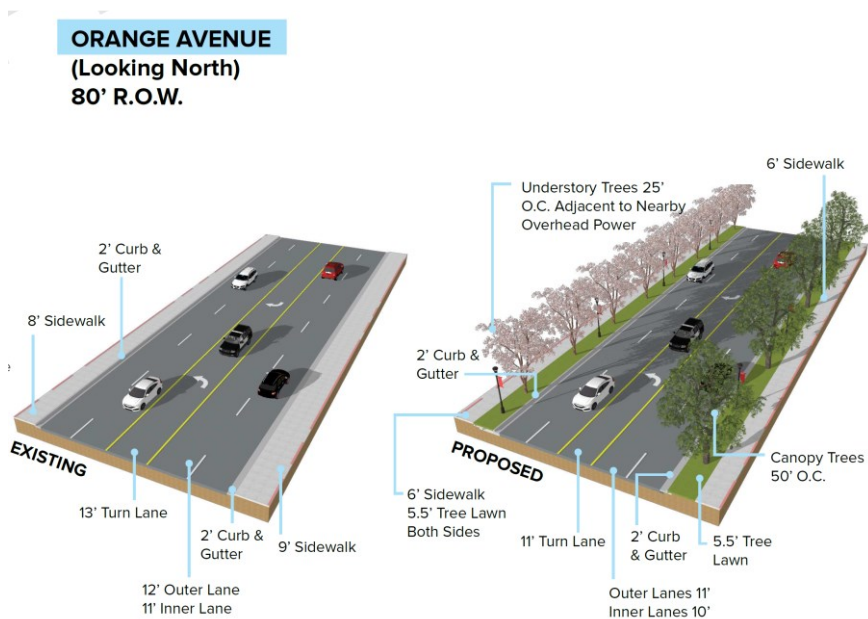 ORANGE AVENUE
(Looking North)
80' R.O.W.
2' Curb &
Gutter
8' Sidewalk
EXISTING
13' Turn Lane
12' Outer Lane
11' Inner Lane
2' Curb &
Gutter
9' Sidewalk
Understory Trees 25'
O.C. Adjacent to Nearby
Overhead Power
6' Sidewalk
2' Curb &
Gutter
PROPOSED
6' Sidewalk
5.5' Tree Lawn
Both Sides
11' Turn Lane
Outer Lanes 11'
Inner Lanes 10'
2' Curb
& Gutter
5.5' Tree
Lawn
Canopy Trees
50' O.C.